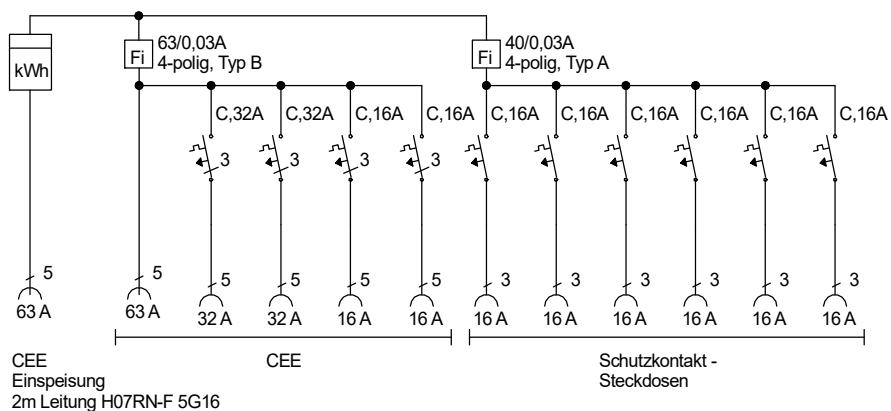 63/0,03A
4-polig, Typ B
40/0,03A
4-polig, Typ A
kWh
Fi
Fi
C,32A C,32A C,16A C,16A C,16A C,16A C,16A C,16A C,16A C,16A
3 3 3 3
5 5 5 5 5 5 3 3 3 3 3 3
63 A 63 A 32 A 32 A 16 A 16 A 16 A 16 A 16 A 16 A 16 A 16 A
CEE
Einspeisung
2m Leitung H07RN-F 5G16
CEE
Schutzkontakt -
Steckdosen